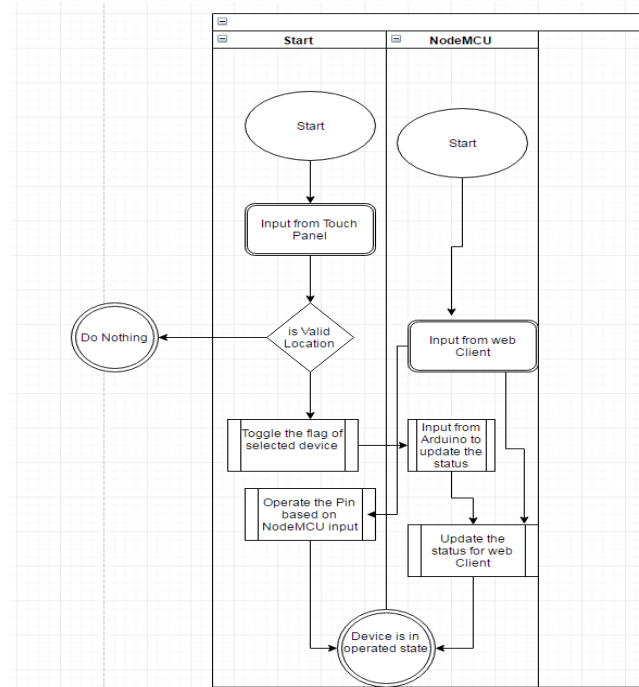 Start
NodeMCU
Start
Start
Input from Touch
Panel
is Valid
Location
Do Nothing
Input from web
Client
Toggle the flag of
selected device
Input from
Arduino to
update the
status
Operate the Pin
based on
NodeMCU input
Update the
status for web
Client
Device is in
operated state